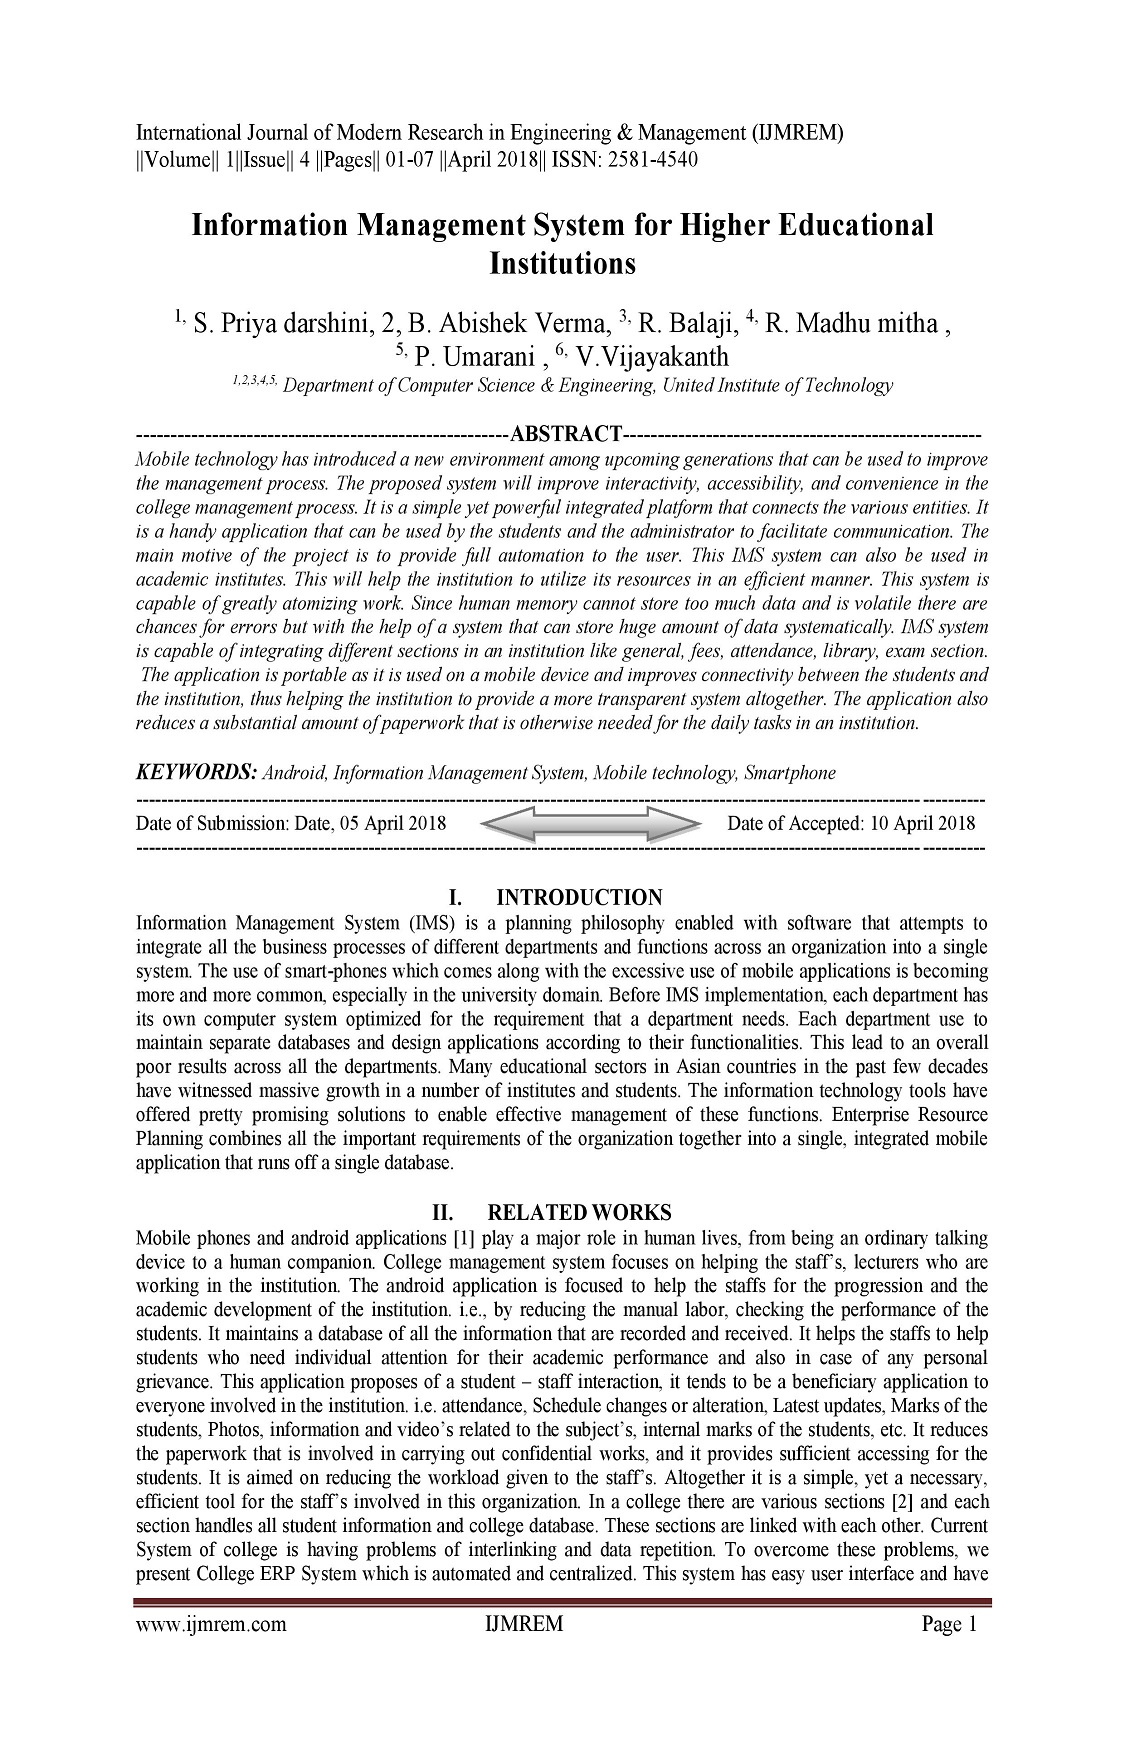 International Journal of Modern Research in Engineering & Management (IJMREM)
||Volume|| 1||Issue|| 4 ||Pages|| 01-07 ||April 2018|| ISSN: 2581-4540
Information Management System for Higher Educational
Institutions
1, S. Priya darshini, 2, B. Abishek Verma, 3, R. Balaji, 4, R. Madhu mitha ,
5, P. Umarani , 6, V.Vijayakanth
1,2,3,4,5, Department of Computer Science & Engineering, United Institute of Technology
------------------------------------------------------ABSTRACT----------------------------------------------------
Mobile technology has introduced a new environment among upcoming generations that can be used to improve
the management process. The proposed system will improve interactivity, accessibility, and convenience in the
college management process. It is a simple yet powerful integrated platform that connects the various entities. It
is a handy application that can be used by the students and the administrator to facilitate communication. The
main motive of the project is to provide full automation to the user. This IMS system can also be used in
academic institutes. This will help the institution to utilize its resources in an efficient manner. This system is
capable of greatly atomizing work. Since human memory cannot store too much data and is volatile there are
chances for errors but with the help of a system that can store huge amount of data systematically. IMS system
is capable of integrating different sections in an institution like general, fees, attendance, library, exam section.
The application is portable as it is used on a mobile device and improves connectivity between the students and
the institution, thus helping the institution to provide a more transparent system altogether. The application also
reduces a substantial amount of paperwork that is otherwise needed for the daily tasks in an institution.
KEYWORDS: Android, Information Management System, Mobile technology, Smartphone
---------------------------------------------------------------------------------------------------------------------------- ----------
Date of Submission: Date, 05 April 2018 Date of Accepted: 10 April 2018
---------------------------------------------------------------------------------------------------------------------------- ----------
I. INTRODUCTION
Information Management System (IMS) is a planning philosophy enabled with software that attempts to
integrate all the business processes of different departments and functions across an organization into a single
system. The use of smart-phones which comes along with the excessive use of mobile applications is becoming
more and more common, especially in the university domain. Before IMS implementation, each department has
its own computer system optimized for the requirement that a department needs. Each department use to
maintain separate databases and design applications according to their functionalities. This lead to an overall
poor results across all the departments. Many educational sectors in Asian countries in the past few decades
have witnessed massive growth in a number of institutes and students. The information technology tools have
offered pretty promising solutions to enable effective management of these functions. Enterprise Resource
Planning combines all the important requirements of the organization together into a single, integrated mobile
application that runs off a single database.
II. RELATED WORKS
Mobile phones and android applications [1] play a major role in human lives, from being an ordinary talking
device to a human companion. College management system focuses on helping the staff’s, lecturers who are
working in the institution. The android application is focused to help the staffs for the progression and the
academic development of the institution. i.e., by reducing the manual labor, checking the performance of the
students. It maintains a database of all the information that are recorded and received. It helps the staffs to help
students who need individual attention for their academic performance and also in case of any personal
grievance. This application proposes of a student – staff interaction, it tends to be a beneficiary application to
everyone involved in the institution. i.e. attendance, Schedule changes or alteration, Latest updates, Marks of the
students, Photos, information and video’s related to the subject’s, internal marks of the students, etc. It reduces
the paperwork that is involved in carrying out confidential works, and it provides sufficient accessing for the
students. It is aimed on reducing the workload given to the staff’s. Altogether it is a simple, yet a necessary,
efficient tool for the staff’s involved in this organization. In a college there are various sections [2] and each
section handles all student information and college database. These sections are linked with each other. Current
System of college is having problems of interlinking and data repetition. To overcome these problems, we
present College ERP System which is automated and centralized. This system has easy user interface and have
www.ijmrem.com IJMREM Page 1